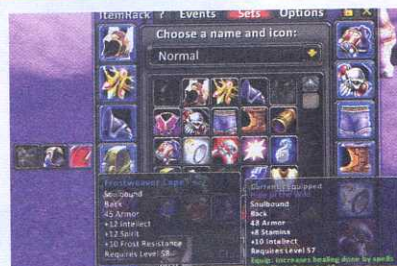 ItemRack ? Events Sets Options
Choose a name and icon:
Normal
Frostweaver Cape
Soulbound
Back
45 Armor
+12 Intellect
+12 Spirit
+10 Frost Resistance
Requires Level 58
Currently Equipped
Soulbound
Back
48 Armor
+8 Stamina
+10 Intellect
Requires Level 57
Equip: Increases healing done by spells